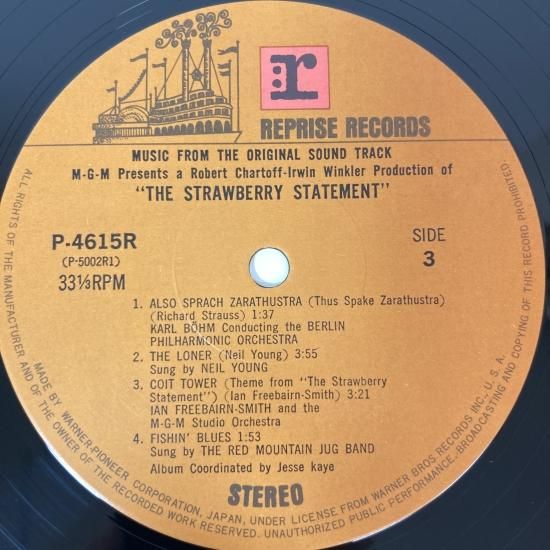 r
REPRISE RECORDS
MUSIC FROM THE ORIGINAL SOUND TRACK
M-G-M Presents a Robert Chartoff-Irwin Winkler Production of
"THE STRAWBERRY STATEMENT"
P-4615R
(P-5002R1)
33⅓RPM
SIDE
3
1. ALSO SPRACH ZARATHUSTRA (Thus Spake Zarathustra)
(Richard Strauss) 1:37
KARL BÖHM Conducting the BERLIN
PHILHARMONIC ORCHESTRA
2. THE LONER (Neil Young) 3:55
Sung by NEIL YOUNG
3. COIT TOWER (Theme from "The Strawberry
Statement") (Ian Freebairn-Smith) 3:21
IAN FREEBAIRN-SMITH and the
M-G-M Studio Orchestra
4. FISHIN' BLUES 1:53
Sung by THE RED MOUNTAIN JUG BAND
Album Coordinated by Jesse kaye
STEREO
ALL RIGHTS OF THE MANUFACTURER AND OF THE OWNER OF THE RECORDED WORK RESERVED. UNAUTHORIZED PUBLIC PERFORMANCE, BROADCASTING AND COPYING OF THIS RECORD PROHIBITED.
MADE BY WARNER-PIONEER CORPORATION, JAPAN, UNDER LICENSE FROM WARNER BROS. RECORDS INC., U. S. A.